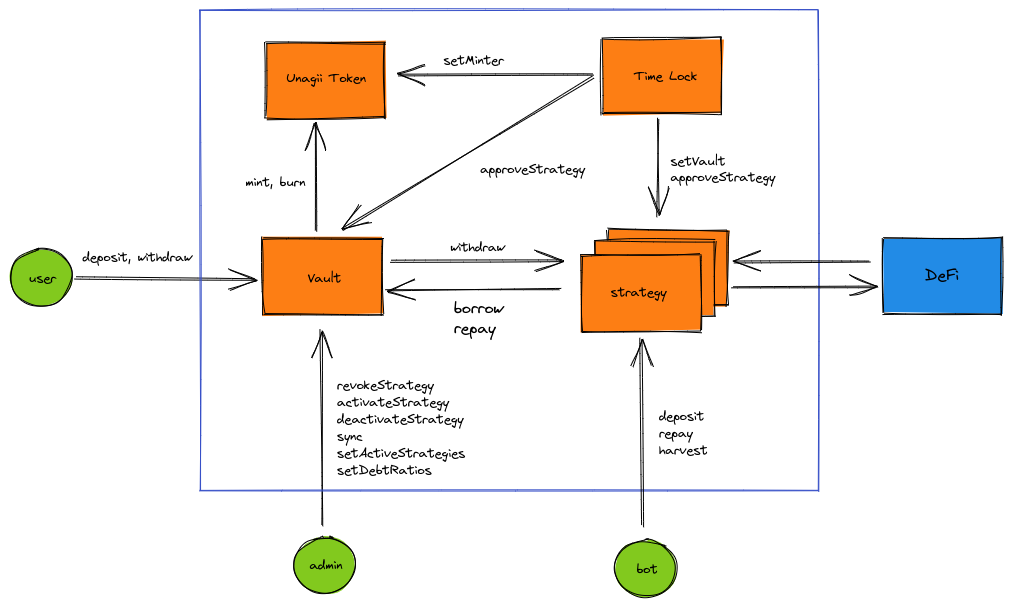 setMinter
Unagii Token
Time Lock
setVault
approveStrategy
approveStrategy
mint, burn
deposit, withdraw
withdraw
user
Vault
strategy
DeFi
borrow
repay
revokeStrategy
activateStrategy
deactivateStrategy
sync
setActiveStrategies
setDebtRatios
deposit
repay
harvest
admin
bot